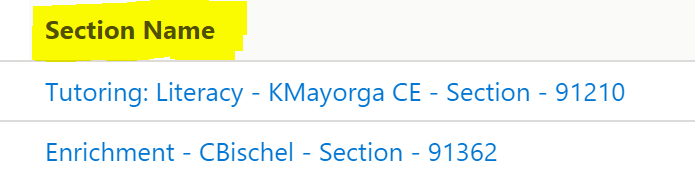 Section Name
Tutoring: Literacy - KMayorga CE - Section - 91210
Enrichment - CBischel - Section - 91362